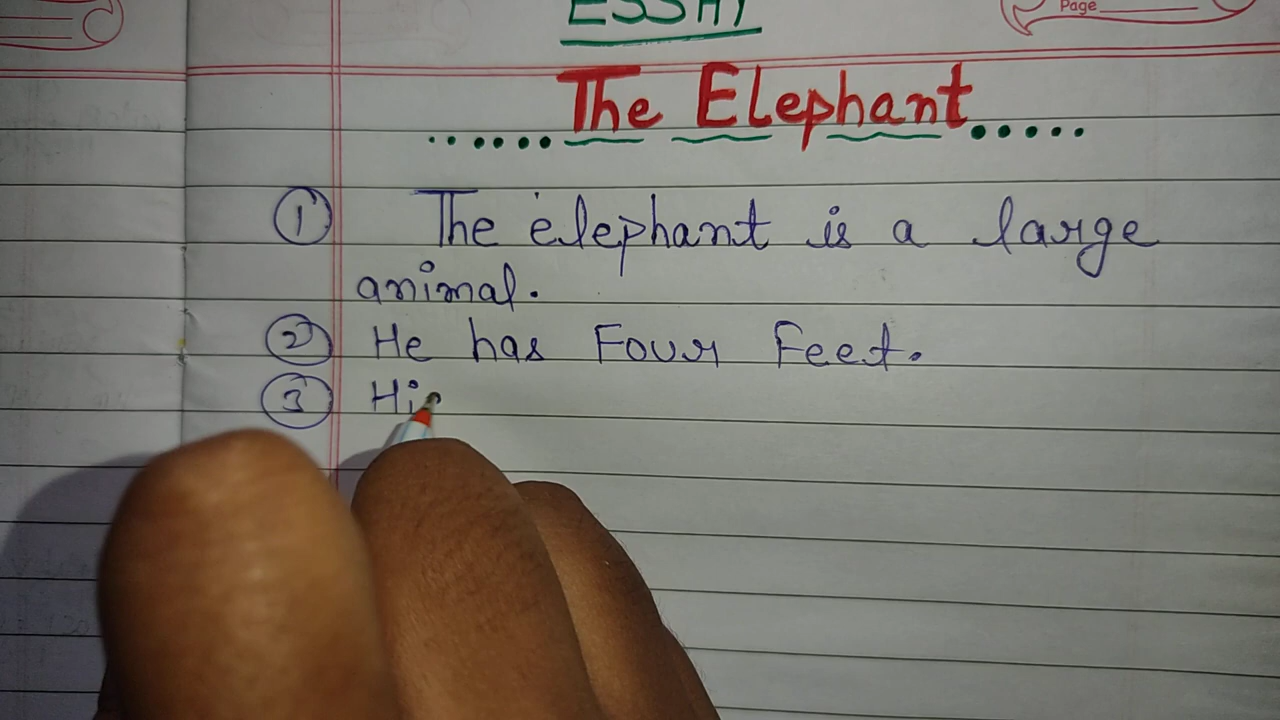 ESSAY
Page
The Elephant
1 The elephant is a large
animal.
2 He has Four Feet.
3 Hi